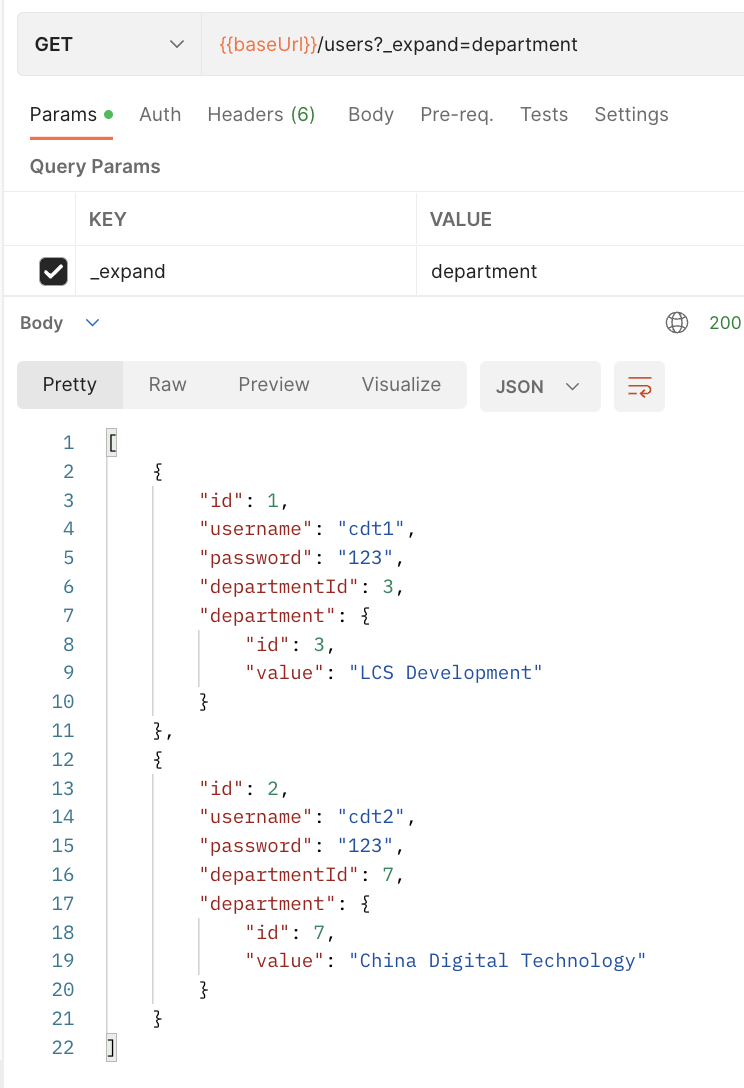 GET {{baseUrl}}/users?_expand=department
Params Auth Headers (6) Body Pre-req. Tests Settings
Query Params
KEY VALUE
_expand department
Body 200
Pretty Raw Preview Visualize JSON
1 [
2 {
3 "id": 1,
4 "username": "cdt1",
5 "password": "123",
6 "departmentId": 3,
7 "department": {
8 "id": 3,
9 "value": "LCS Development"
10 }
11 },
12 {
13 "id": 2,
14 "username": "cdt2",
15 "password": "123",
16 "departmentId": 7,
17 "department": {
18 "id": 7,
19 "value": "China Digital Technology"
20 }
21 }
22 ]